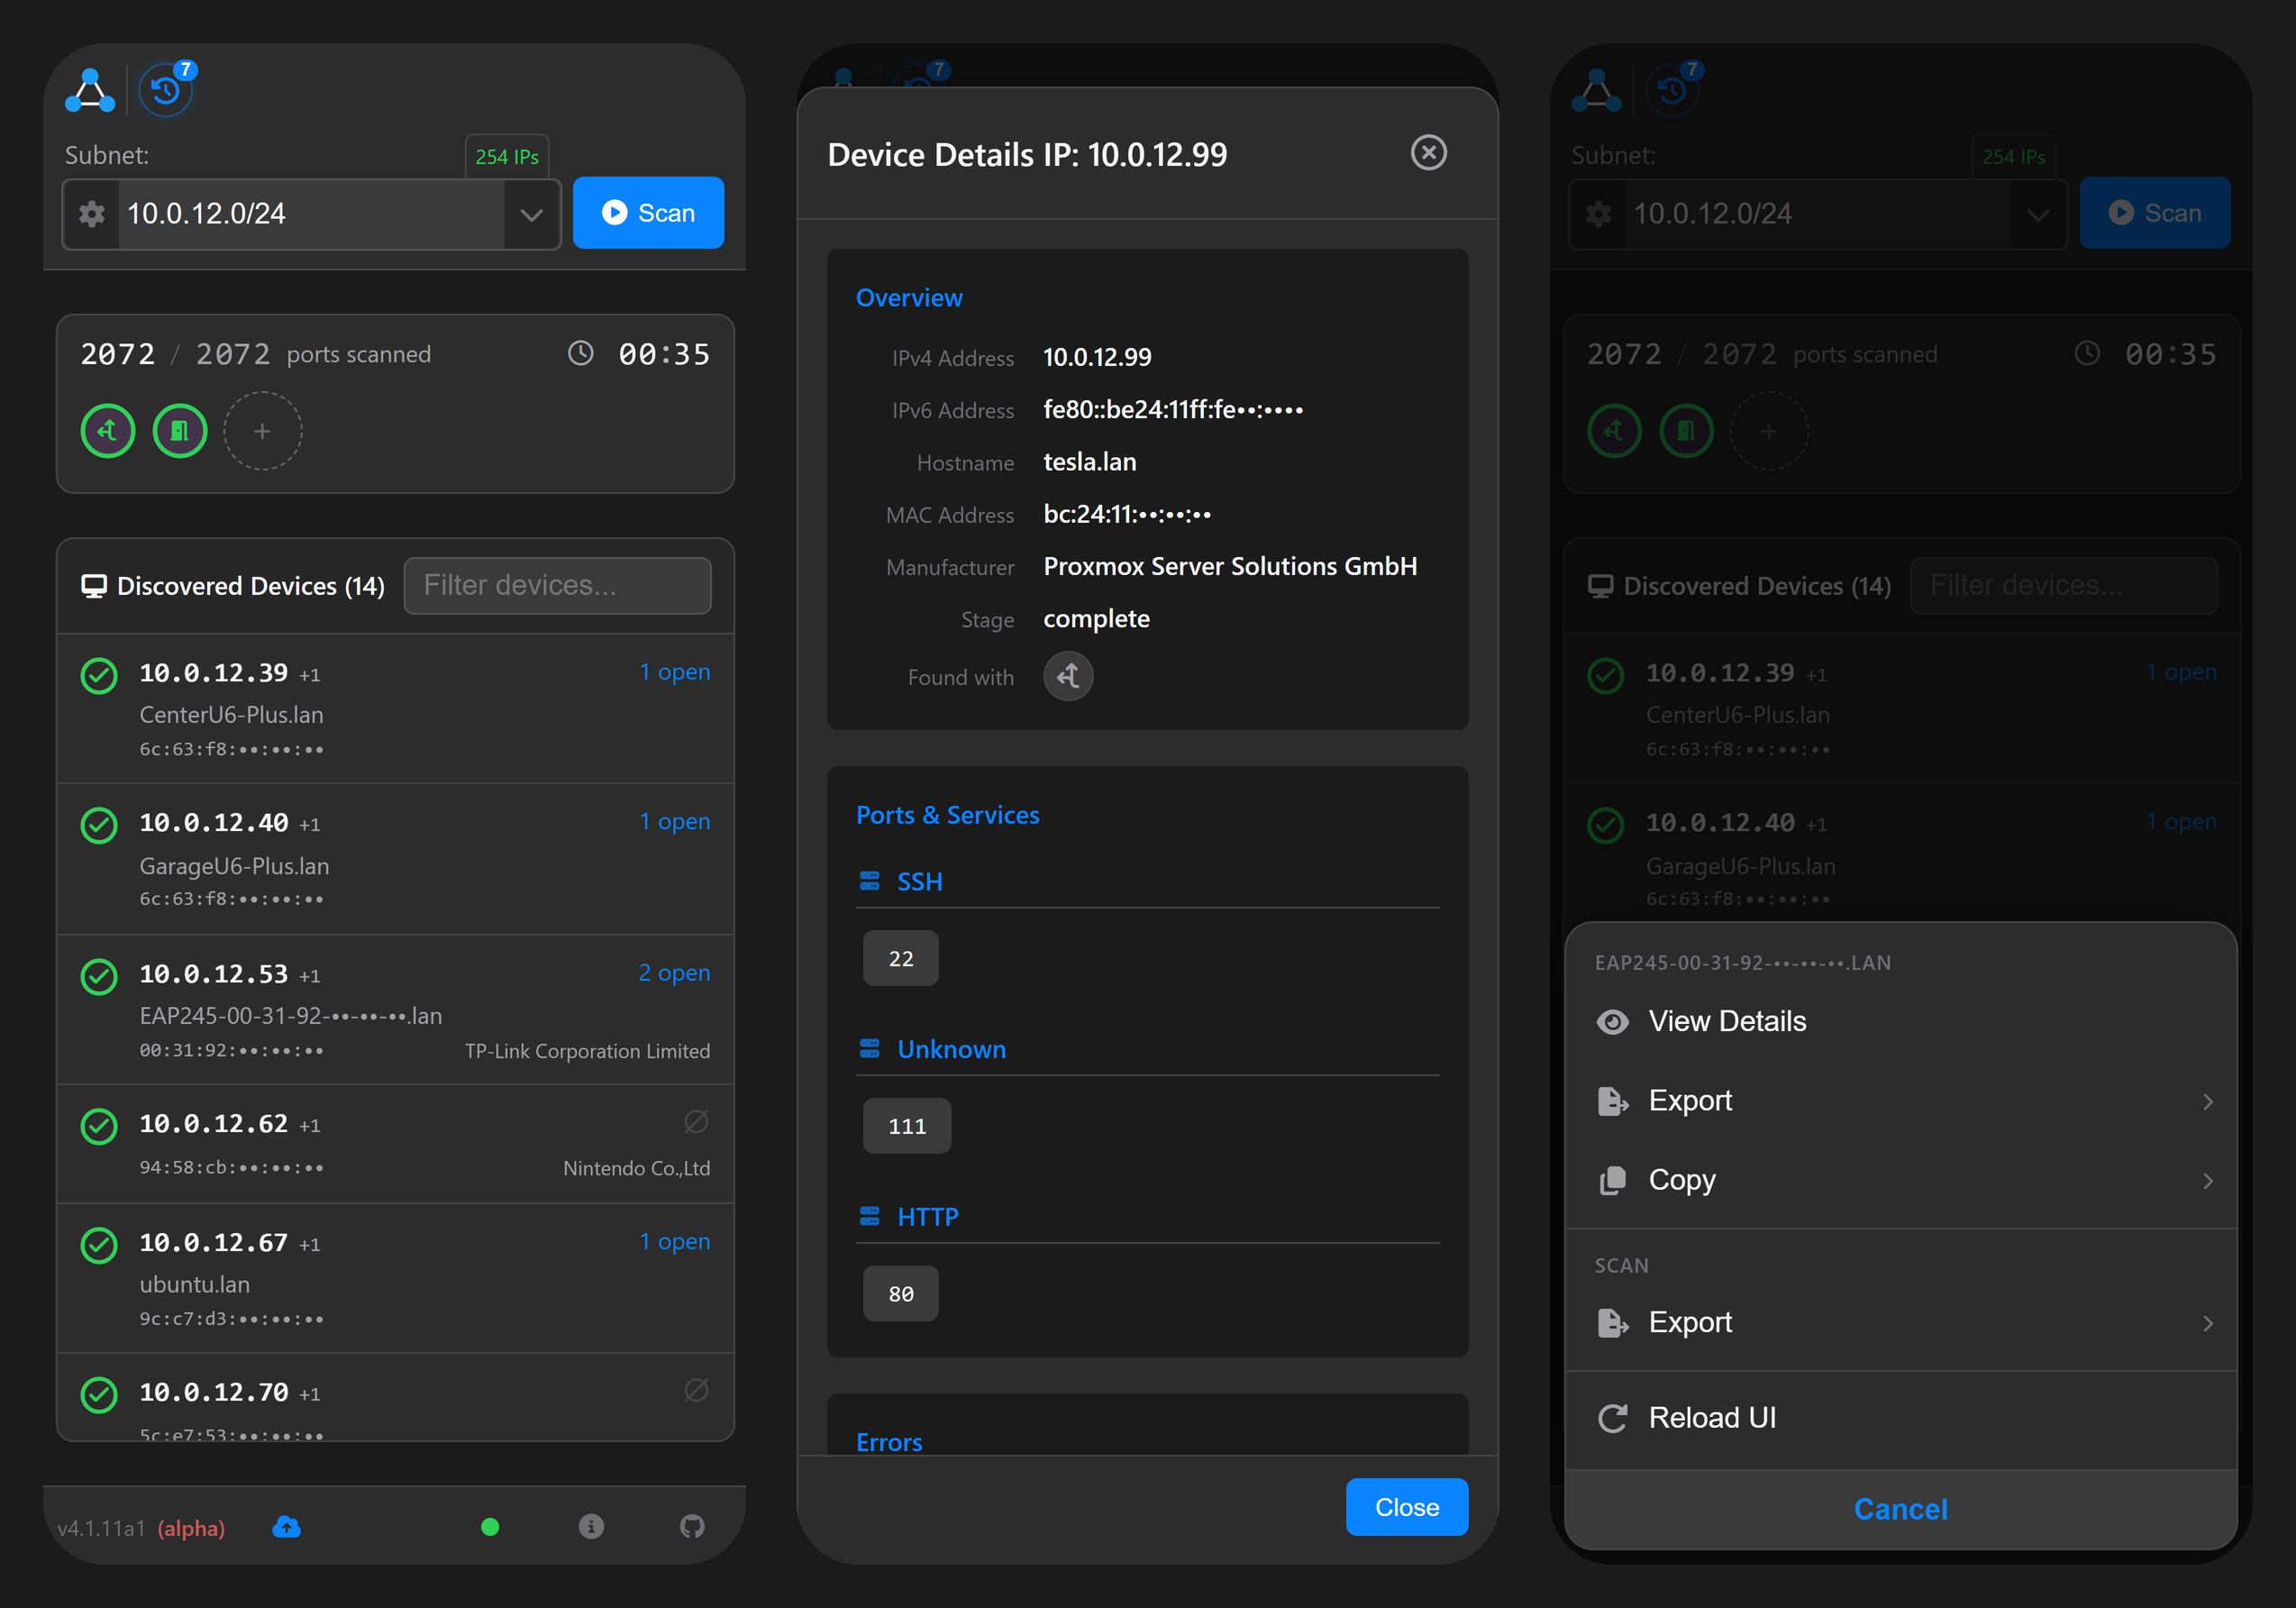 7
Subnet:
254 IPs
10.0.12.0/24
Scan
2072 / 2072 ports scanned
00:35
+
Discovered Devices (14)
Filter devices...
10.0.12.39 +1
1 open
CenterU6-Plus.lan
6c:63:f8:••:••:••
10.0.12.40 +1
1 open
GarageU6-Plus.lan
6c:63:f8:••:••:••
10.0.12.53 +1
2 open
EAP245-00-31-92-••-••-••.lan
00:31:92:••:••:••
TP-Link Corporation Limited
10.0.12.62 +1
94:58:cb:••:••:••
Nintendo Co.,Ltd
10.0.12.67 +1
1 open
ubuntu.lan
9c:c7:d3:••:••:••
10.0.12.70 +1
5c:e7:53:••:••:••
v4.1.11a1 (alpha)
7
Device Details IP: 10.0.12.99
Overview
IPv4 Address 10.0.12.99
IPv6 Address fe80::be24:11ff:fe••:••••
Hostname tesla.lan
MAC Address bc:24:11:••:••:••
Manufacturer Proxmox Server Solutions GmbH
Stage complete
Found with
Ports & Services
SSH
22
Unknown
111
HTTP
80
Errors
Close
7
Subnet:
254 IPs
10.0.12.0/24
Scan
2072 / 2072 ports scanned
00:35
+
Discovered Devices (14)
Filter devices...
10.0.12.39 +1
1 open
CenterU6-Plus.lan
6c:63:f8:••:••:••
10.0.12.40 +1
1 open
GarageU6-Plus.lan
6c:63:f8:••:••:••
EAP245-00-31-92-••-••-••.LAN
View Details
Export
Copy
SCAN
Export
Reload UI
Cancel